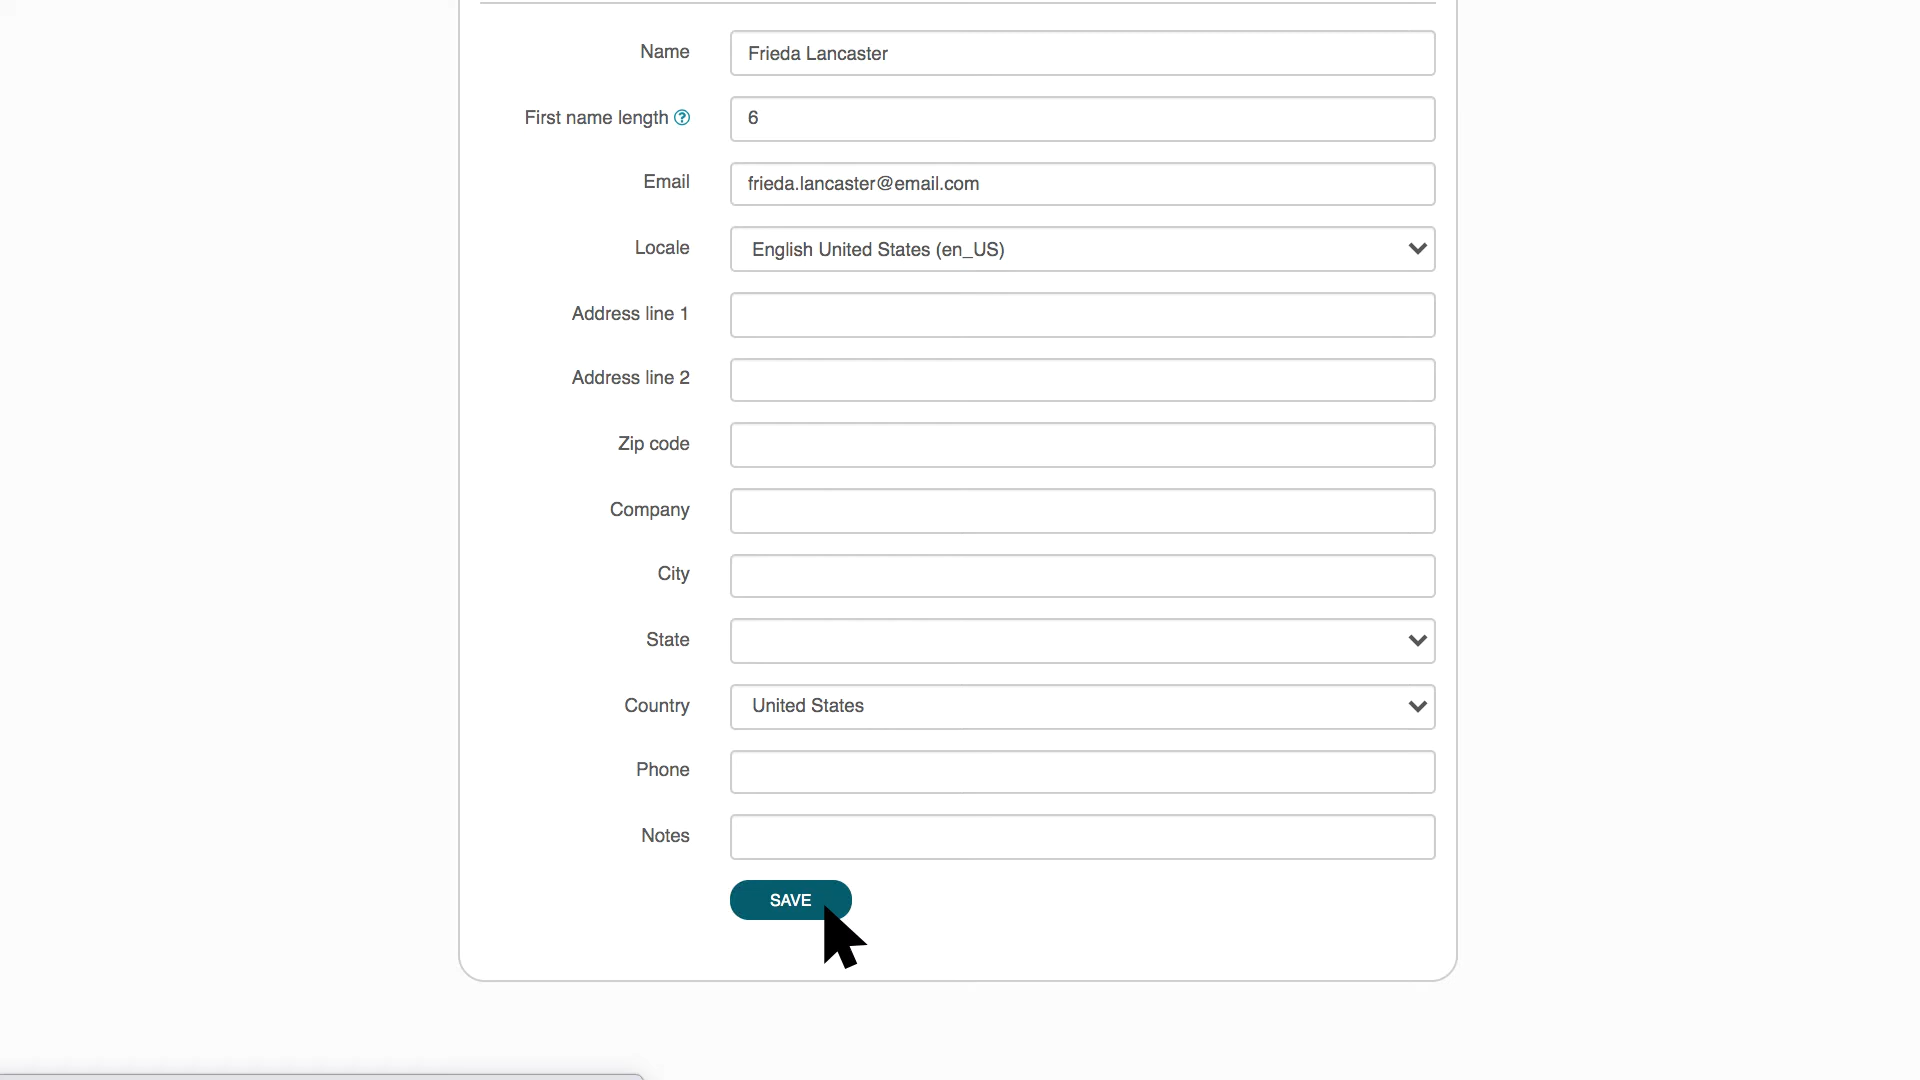 Name Frieda Lancaster
First name length ? 6
Email frieda.lancaster@email.com
Locale English United States (en_US)
Address line 1
Address line 2
Zip code
Company
City
State
Country United States
Phone
Notes
SAVE